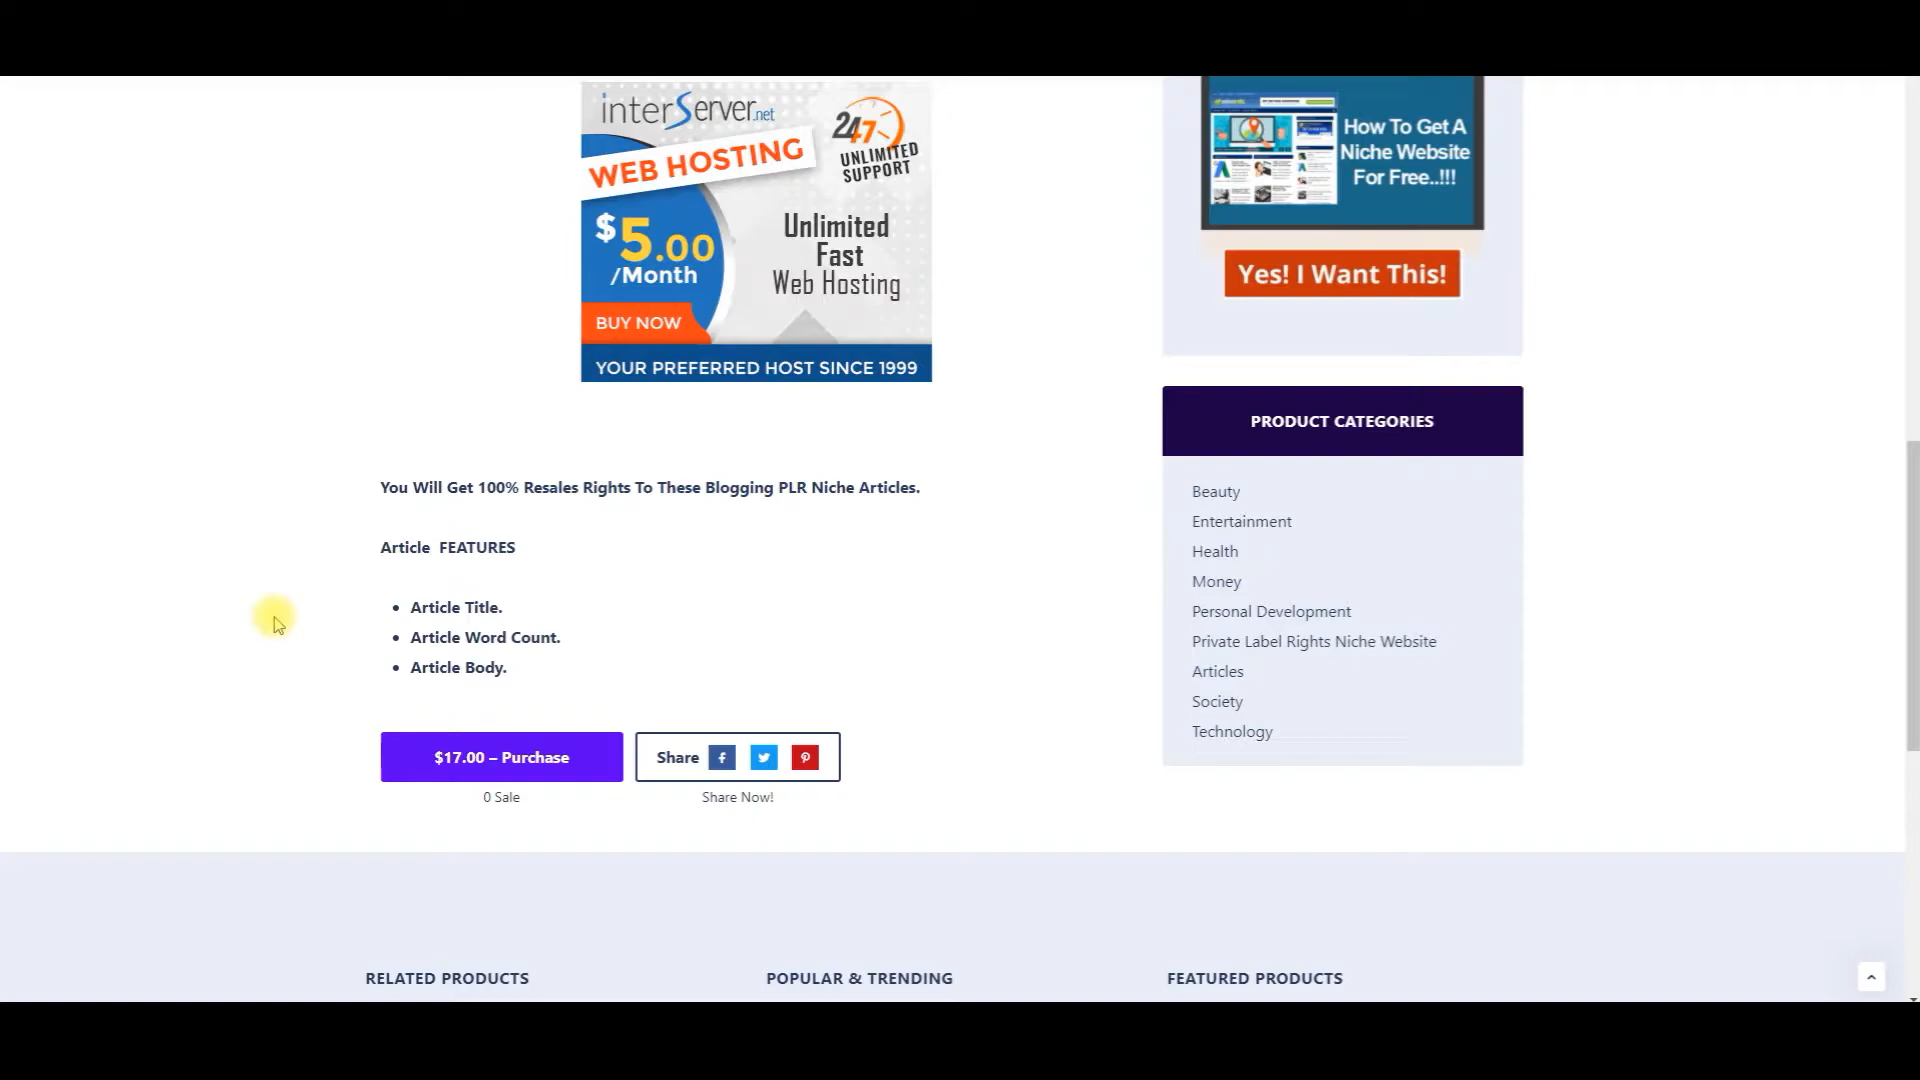 interServer.net
WEB HOSTING
24/7
UNLIMITED
SUPPORT
$5.00
/Month
Unlimited
Fast
Web Hosting
BUY NOW
YOUR PREFERRED HOST SINCE 1999
You Will Get 100% Resales Rights To These Blogging PLR Niche Articles.
Article FEATURES
• Article Title.
• Article Word Count.
• Article Body.
$17.00 – Purchase
0 Sale
Share
Share Now!
How To Get A
Niche Website
For Free..!!!
Yes! I Want This!
PRODUCT CATEGORIES
Beauty
Entertainment
Health
Money
Personal Development
Private Label Rights Niche Website
Articles
Society
Technology
RELATED PRODUCTS
POPULAR & TRENDING
FEATURED PRODUCTS